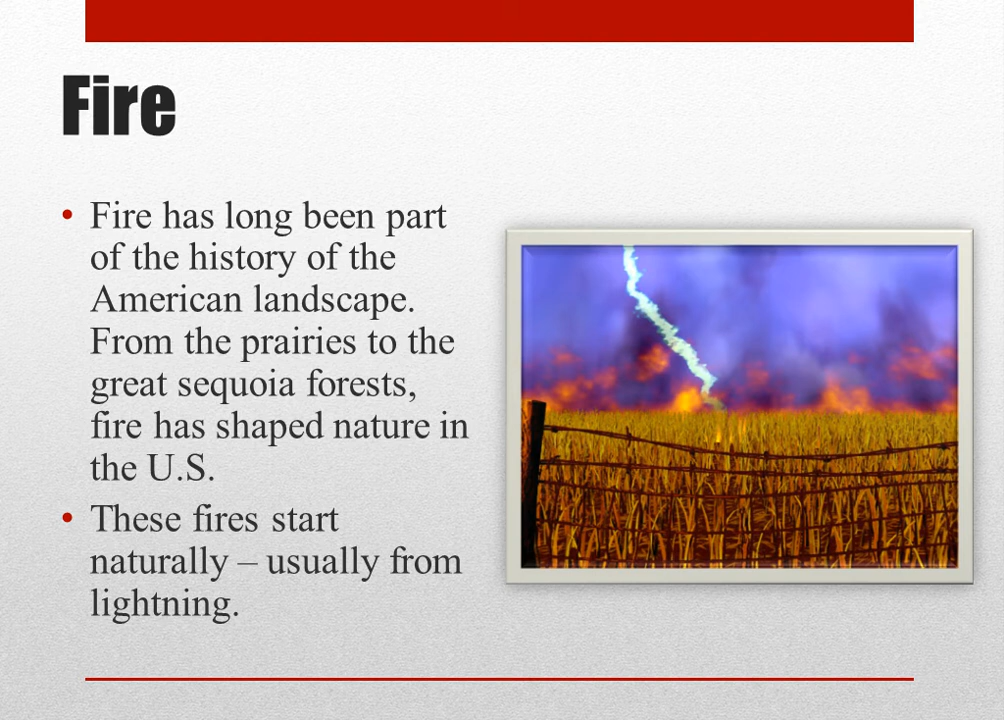 Fire
• Fire has long been part
of the history of the
American landscape.
From the prairies to the
great sequoia forests,
fire has shaped nature in
the U.S.
• These fires start
naturally – usually from
lightning.